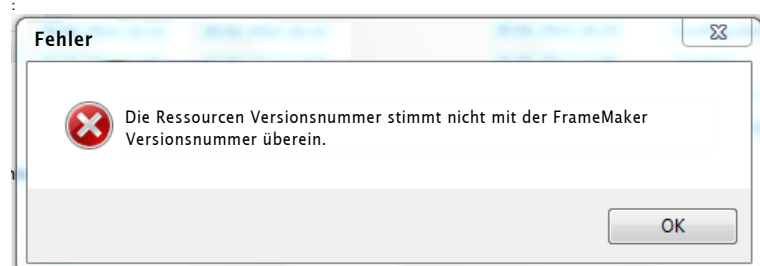 :
Fehler
Die Ressourcen Versionsnummer stimmt nicht mit der FrameMaker
Versionsnummer überein.
OK